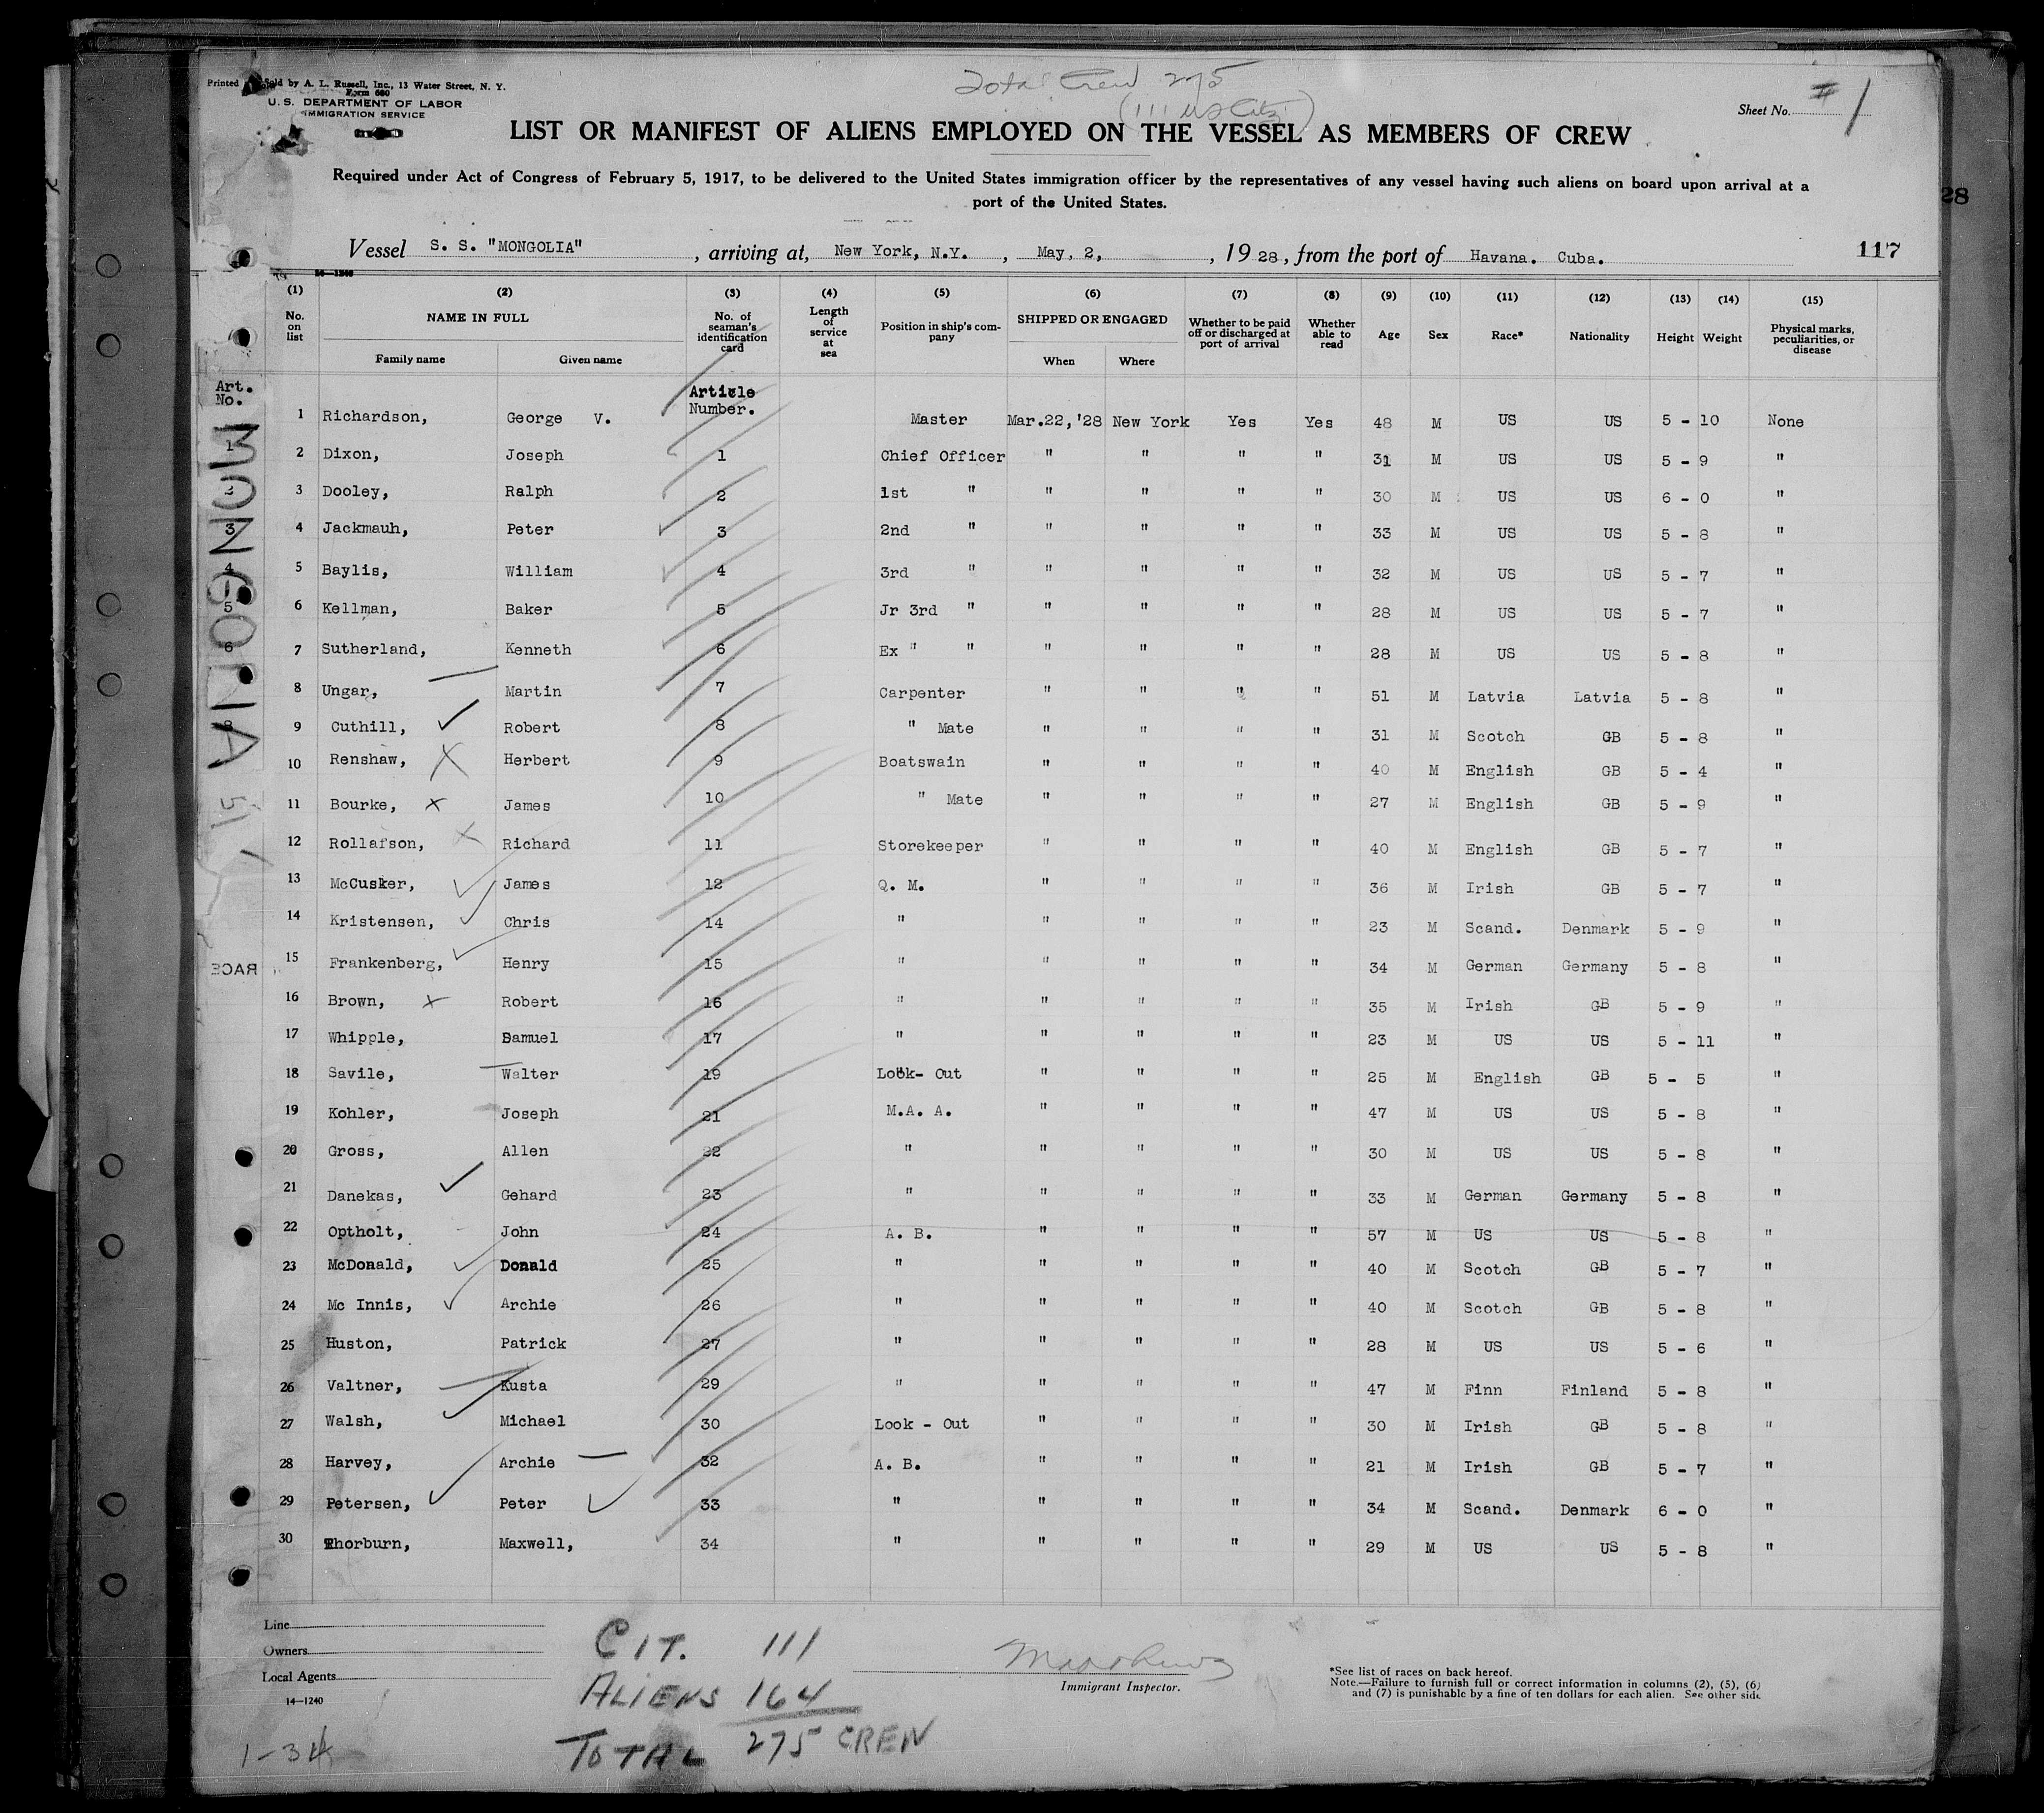 Total Crew 275
(111 US Citz)
Printed and Sold by A. L. Russell, Inc., 13 Water Street, N. Y.
Form 680
U. S. DEPARTMENT OF LABOR
IMMIGRATION SERVICE
Sheet No. #1
LIST OR MANIFEST OF ALIENS EMPLOYED ON THE VESSEL AS MEMBERS OF CREW
Required under Act of Congress of February 5, 1917, to be delivered to the United States immigration officer by the representatives of any vessel having such aliens on board upon arrival at a
port of the United States.
28
Vessel S. S. "MONGOLIA", arriving at, New York, N.Y., May, 2, , 1928, from the port of Havana. Cuba. 117
14—1240
(1) (2) (3) (4) (5) (6) (7) (8) (9) (10) (11) (12) (13) (14) (15)
No. on list NAME IN FULL Family name Given name No. of seaman's identification card Length of service at sea Position in ship's company SHIPPED OR ENGAGED When Where Whether to be paid off or discharged at port of arrival Whether able to read Age Sex Race* Nationality Height Weight Physical marks, peculiarities, or disease
Art. No. Article Number.
1 Richardson, George V. Master Mar.22,'28 New York Yes Yes 48 M US US 5 - 10 None
1 2 Dixon, Joseph 1 Chief Officer " " " " 31 M US US 5 - 9 "
2 3 Dooley, Ralph 2 1st " " " " " 30 M US US 6 - 0 "
3 4 Jackmauh, Peter 3 2nd " " " " " 33 M US US 5 - 8 "
4 5 Baylis, William 4 3rd " " " " " 32 M US US 5 - 7 "
5 6 Kellman, Baker 5 Jr 3rd " " " " " 28 M US US 5 - 7 "
6 7 Sutherland, Kenneth 6 Ex " " " " " " 28 M US US 5 - 8 "
8 Ungar, Martin 7 Carpenter " " " " 51 M Latvia Latvia 5 - 8 "
8 9 Cuthill, Robert 8 " Mate " " " " 31 M Scotch GB 5 - 8 "
10 Renshaw, Herbert 9 Boatswain " " " " 40 M English GB 5 - 4 "
11 Bourke, James 10 " Mate " " " " 27 M English GB 5 - 9 "
12 Rollafson, Richard 11 Storekeeper " " " " 40 M English GB 5 - 7 "
13 McCusker, James 12 Q. M. " " " " 36 M Irish GB 5 - 7 "
14 Kristensen, Chris 14 " " " " " 23 M Scand. Denmark 5 - 9 "
15 Frankenberg, Henry 15 " " " " " 34 M German Germany 5 - 8 "
16 Brown, Robert 16 " " " " " 35 M Irish GB 5 - 9 "
17 Whipple, Samuel 17 " " " " " 23 M US US 5 - 11 "
18 Savile, Walter 19 Look- Out " " " " 25 M English GB 5 - 5 "
19 Kohler, Joseph 21 M.A. A. " " " " 47 M US US 5 - 8 "
20 Gross, Allen 22 " " " " " 30 M US US 5 - 8 "
21 Danekas, Gehard 23 " " " " " 33 M German Germany 5 - 8 "
22 Optholt, John 24 A. B. " " " " 57 M US US 5 - 8 "
23 McDonald, Donald 25 " " " " " 40 M Scotch GB 5 - 7 "
24 Mc Innis, Archie 26 " " " " " 40 M Scotch GB 5 - 8 "
25 Huston, Patrick 27 " " " " " 28 M US US 5 - 6 "
26 Valtner, Kusta 29 " " " " " 47 M Finn Finland 5 - 8 "
27 Walsh, Michael 30 Look - Out " " " " 30 M Irish GB 5 - 8 "
28 Harvey, Archie 32 A. B. " " " " 21 M Irish GB 5 - 7 "
29 Petersen, Peter 33 " " " " " 34 M Scand. Denmark 6 - 0 "
30 Thorburn, Maxwell, 34 " " " " " 29 M US US 5 - 8 "
MONGOLIA 5/1
RACE
Line
Owners
Local Agents
14—1240
CIT. 111
ALIENS 164
TOTAL 275 CREW
1-34
Immigrant Inspector.
*See list of races on back hereof.
Note.—Failure to furnish full or correct information in columns (2), (5), (6)
and (7) is punishable by a fine of ten dollars for each alien. See other side